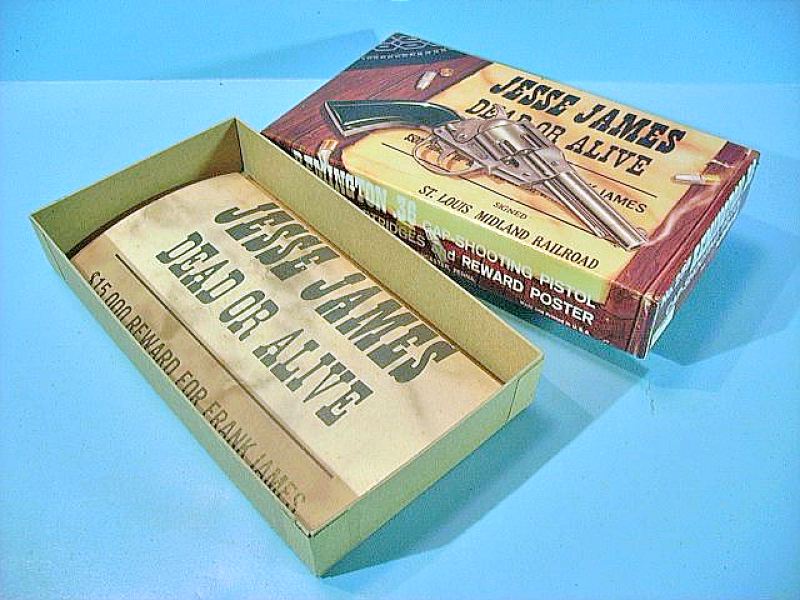 JESSE JAMES
DEAD OR ALIVE
JAMES
SIGNED
ST. LOUIS MIDLAND RAILROAD
REMINGTON 36 CAP SHOOTING PISTOL
REWARD POSTER
JESSE JAMES
DEAD OR ALIVE
$15,000 REWARD FOR FRANK JAMES